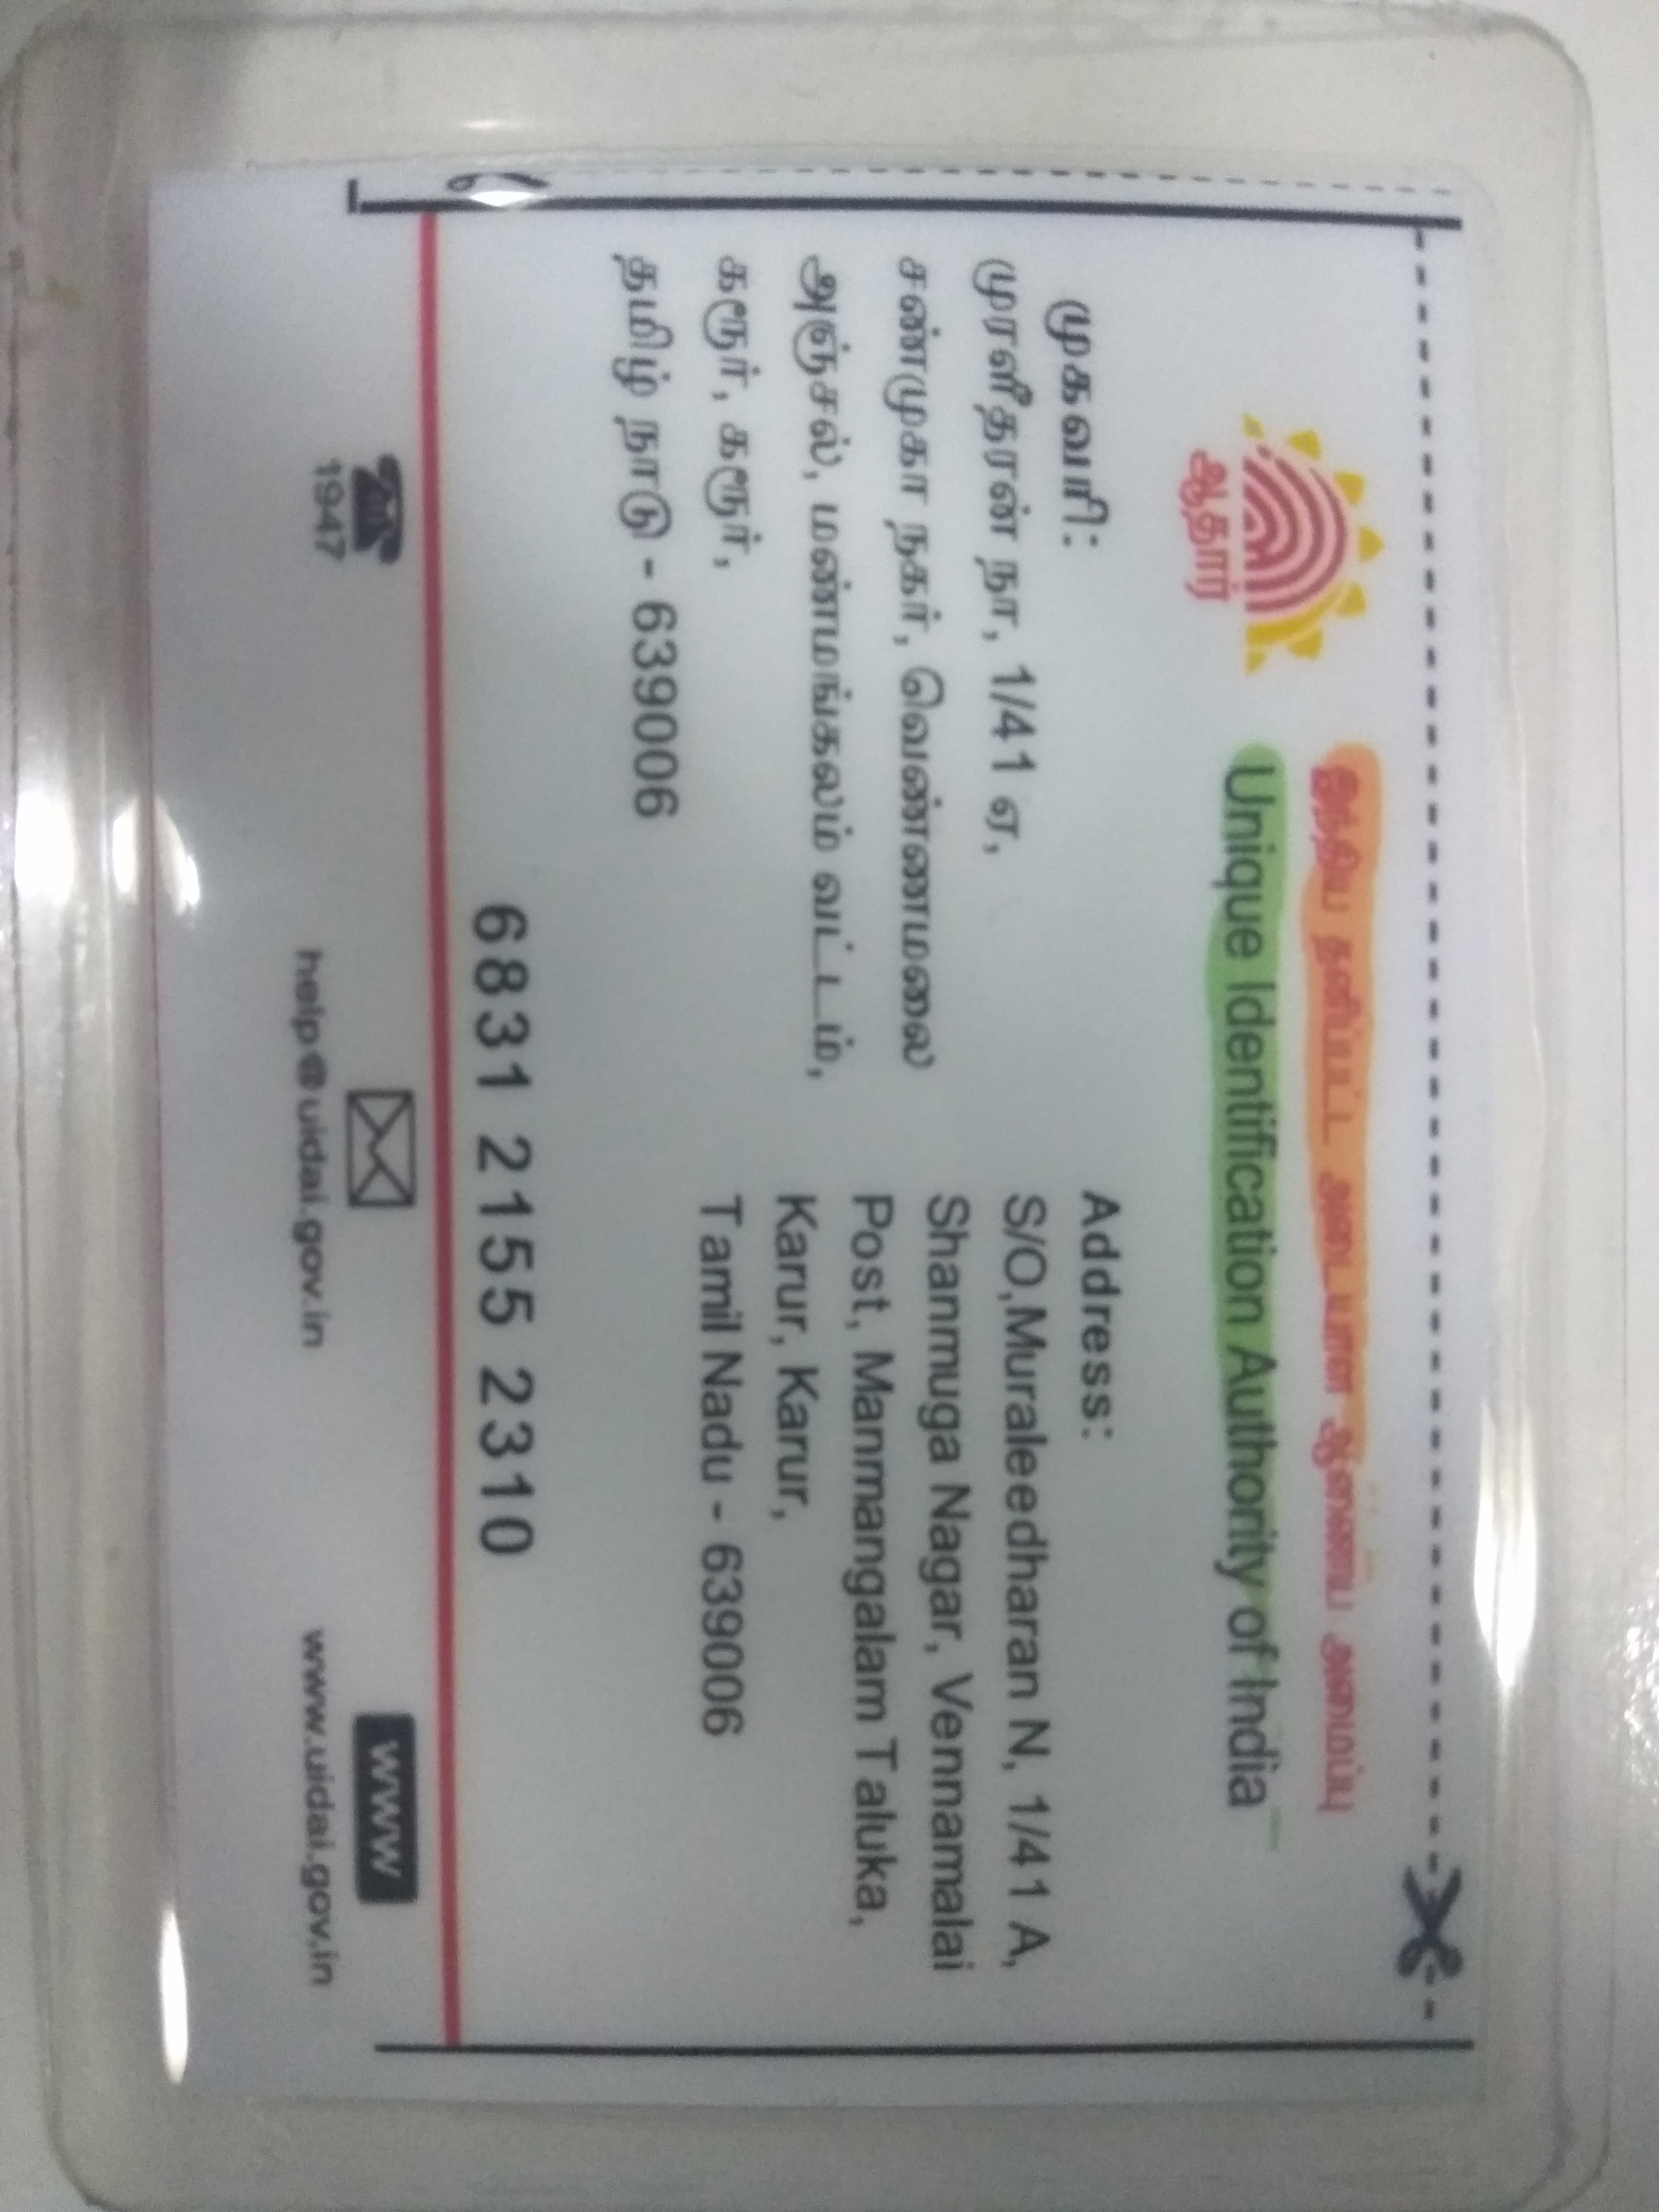 இந்திய தனிப்பட்ட அடையாள ஆணைய அமைப்பு
Unique Identification Authority of India
ஆதார்
முகவரி:
முரளீதரன் நா, 1/41 ஏ,
சண்முகா நகர், வெண்ணமலை
அஞ்சல், மண்மங்கலம் வட்டம்,
கரூர், கரூர்,
தமிழ் நாடு - 639006
Address:
S/O,Muraleedharan N, 1/41 A,
Shanmuga Nagar, Vennamalai
Post, Manmangalam Taluka,
Karur, Karur,
Tamil Nadu - 639006
6831 2155 2310
1947
help@uidai.gov.in
www
www.uidai.gov.in